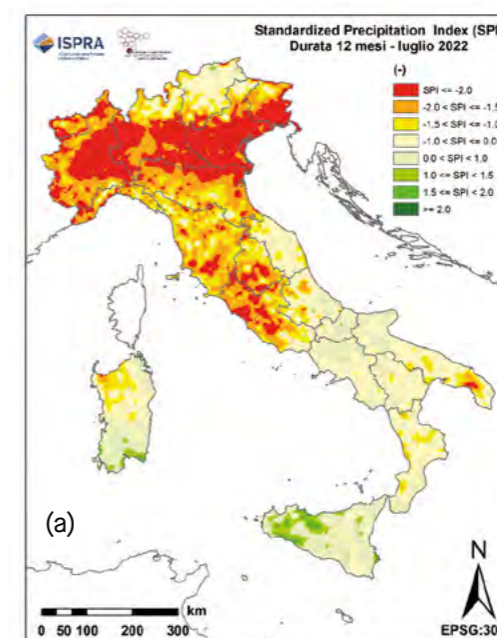 ISPRA
Standardized Precipitation Index (SPI
Durata 12 mesi - luglio 2022
(-)
SPI <= -2.0
-2.0 < SPI <= -1.5
-1.5 < SPI <= -1.0
-1.0 < SPI <= 0.0
0.0 < SPI < 1.0
1.0 <= SPI < 1.5
1.5 <= SPI < 2.0
>= 2.0
(a)
N
km
0 50 100 200 300
EPSG:30